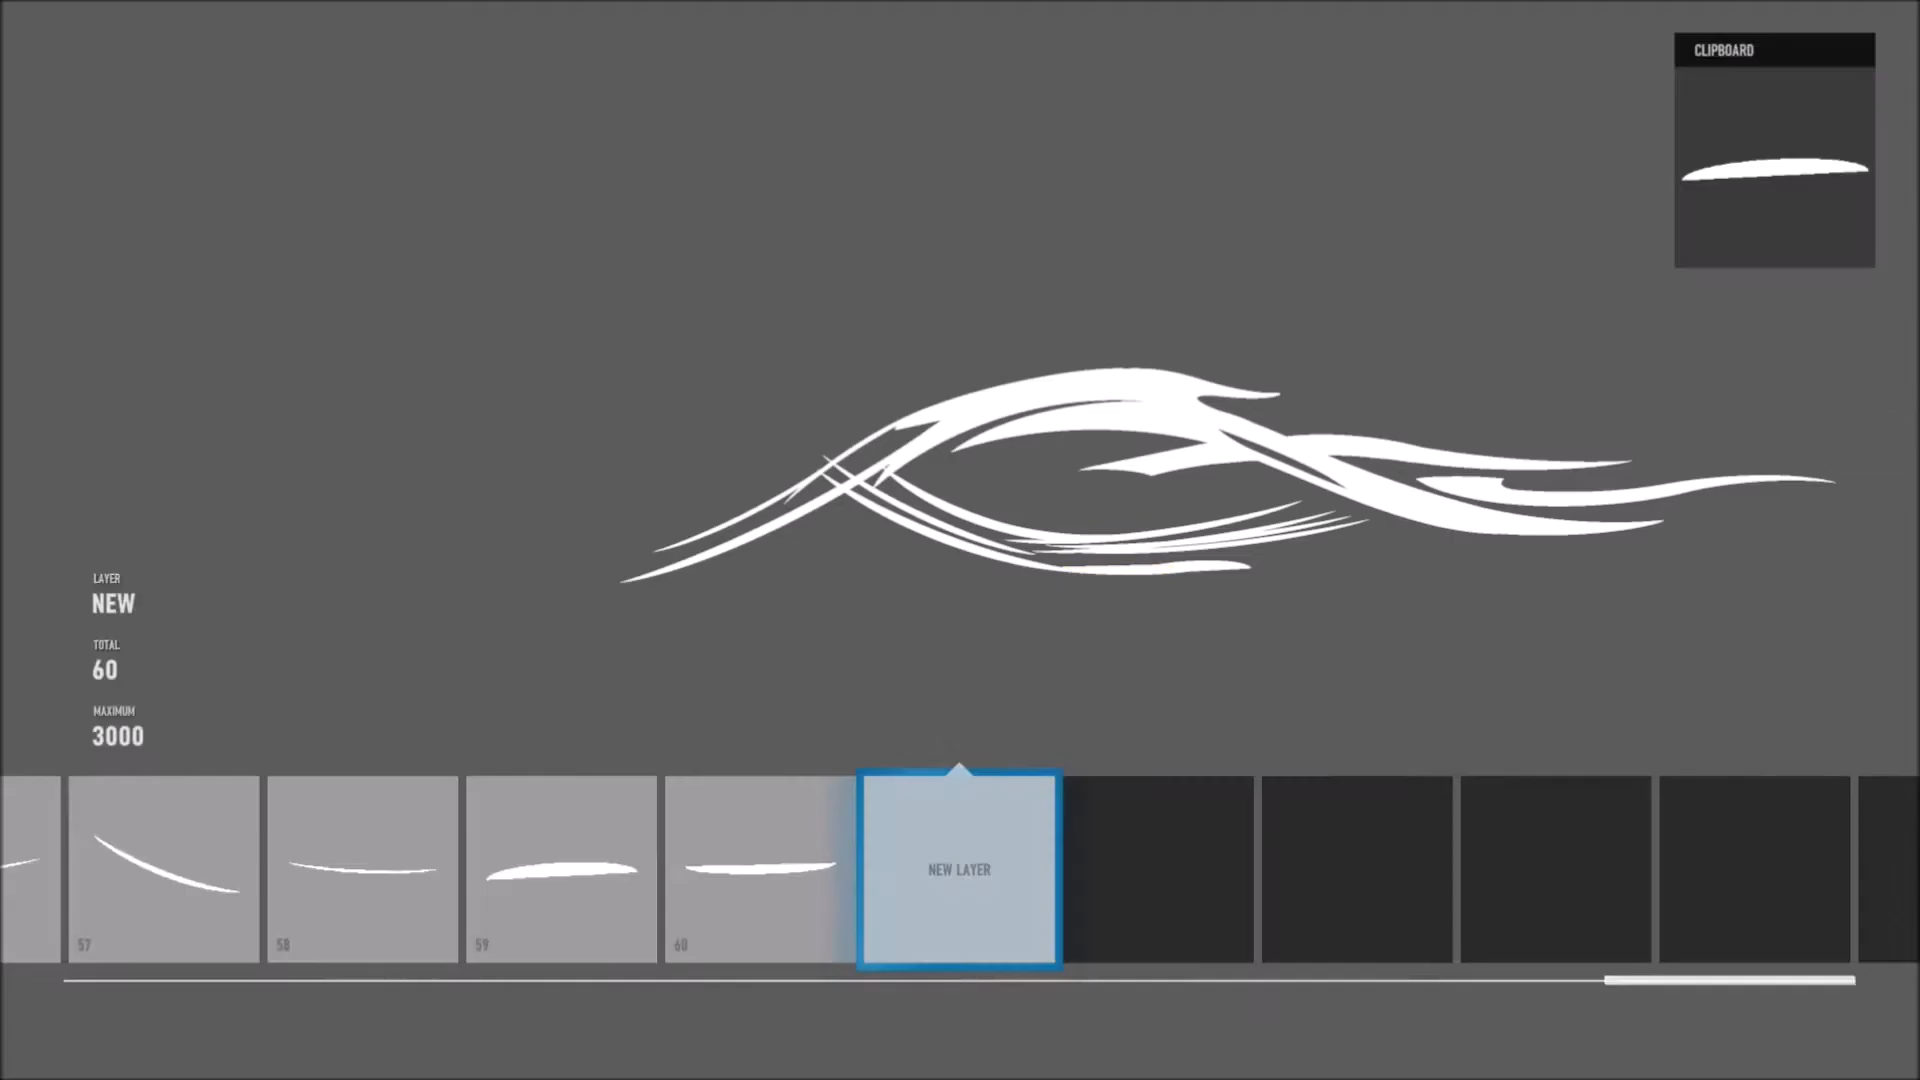 CLIPBOARD
LAYER
NEW
TOTAL
60
MAXIMUM
3000
57
58
59
60
NEW LAYER